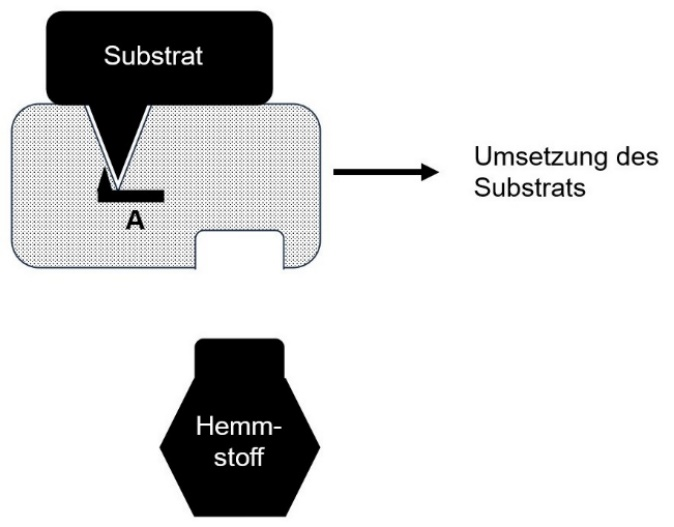 Substrat
Umsetzung des
Substrats
A
Hemm-
stoff